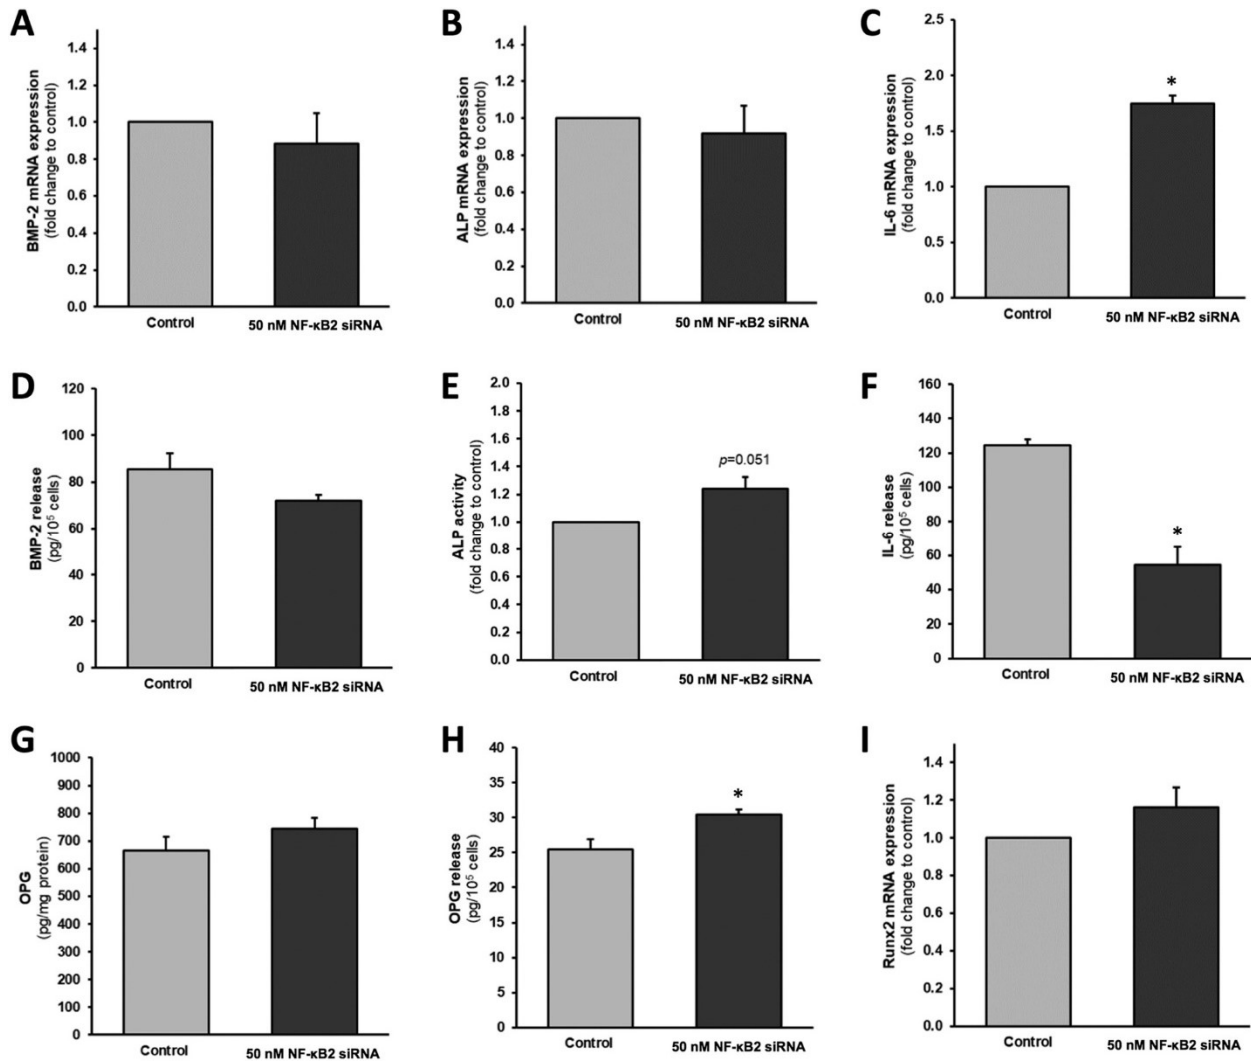 A
BMP-2 mRNA expression
(fold change to control)
1.4
1.2
1.0
0.8
0.6
0.4
0.2
0.0
Control
50 nM NF-κB2 siRNA
B
ALP mRNA expression
(fold change to control)
1.4
1.2
1.0
0.8
0.6
0.4
0.2
0.0
Control
50 nM NF-κB2 siRNA
C
IL-6 mRNA expression
(fold change to control)
2.5
2.0
1.5
1.0
0.5
0.0
*
Control
50 nM NF-κB2 siRNA
D
BMP-2 release
(pg/10⁵ cells)
120
100
80
60
40
20
0
Control
50 nM NF-κB2 siRNA
E
ALP activity
(fold change to control)
2.0
1.8
1.6
1.4
1.2
1.0
0.8
0.6
0.4
0.2
0.0
p=0.051
Control
50 nM NF-κB2 siRNA
F
IL-6 release
(pg/10⁵ cells)
160
140
120
100
80
60
40
20
0
*
Control
50 nM NF-κB2 siRNA
G
OPG
(pg/mg protein)
1000
900
800
700
600
500
400
300
200
100
0
Control
50 nM NF-κB2 siRNA
H
OPG release
(pg/10⁵ cells)
40
35
30
25
20
15
10
5
0
*
Control
50 nM NF-κB2 siRNA
I
Runx2 mRNA expression
(fold change to control)
1.4
1.2
1.0
0.8
0.6
0.4
0.2
0.0
Control
50 nM NF-κB2 siRNA